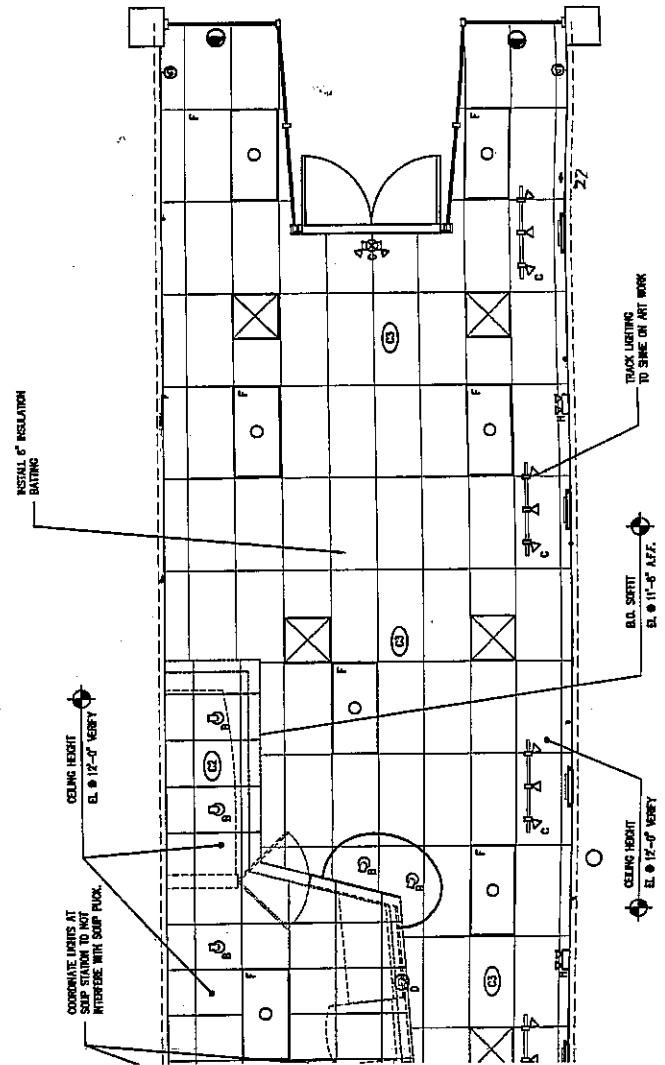 INSTALL 6" INSULATION
BATTING
TRACK LIGHTING
TO SHINE ON ART WORK
B.O. SOFFIT
EL @ 11'-6" A.F.F.
CEILING HEIGHT
EL @ 12'-0" VERIFY
CEILING HEIGHT
EL @ 12'-0" VERIFY
COORDINATE LIGHTS AT
SOUP STATION TO NOT
INTERFERE WITH SOUP PUCK.
F
F
22
C
C3
F
F
H
C
C3
B
C2
B
F
C
B
B
B
F
D
C3
H